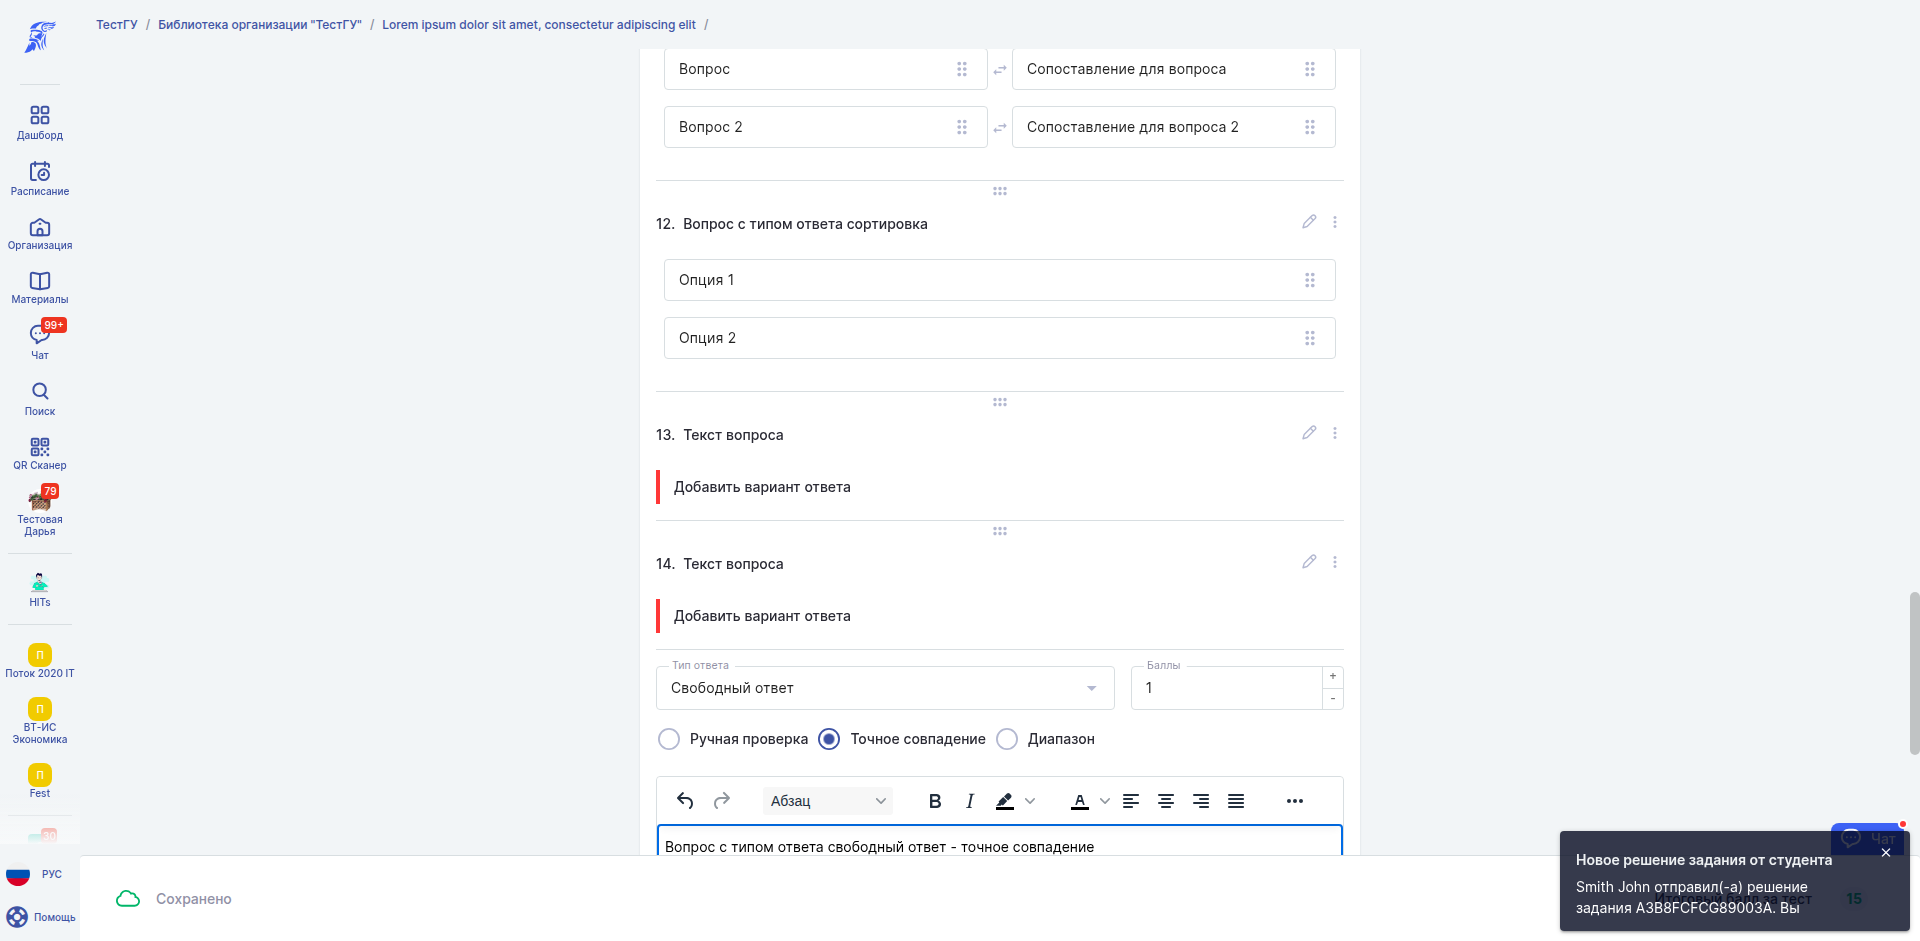 ТестГУ / Библиотека организации "ТестГУ" / Lorem ipsum dolor sit amet, consectetur adipiscing elit /
Дашборд
Расписание
Организация
Материалы
99+
Чат
Поиск
QR Сканер
79
Тестовая
Дарья
HITs
П
Поток 2020 IT
П
ВТ-ИС
Экономика
П
Fest
30
РУС
Помощь
Вопрос
Сопоставление для вопроса
Вопрос 2
Сопоставление для вопроса 2
12. Вопрос с типом ответа сортировка
Опция 1
Опция 2
13. Текст вопроса
Добавить вариант ответа
14. Текст вопроса
Добавить вариант ответа
Тип ответа
Свободный ответ
Баллы
1
+
-
Ручная проверка
Точное совпадение
Диапазон
Абзац
B
I
A
Вопрос с типом ответа свободный ответ - точное совпадение
Сохранено
Чат
Новое решение задания от студента
Smith John отправил(-а) решение
задания A3B8FCFCG89003A. Вы
Итоговый балл за тест 15